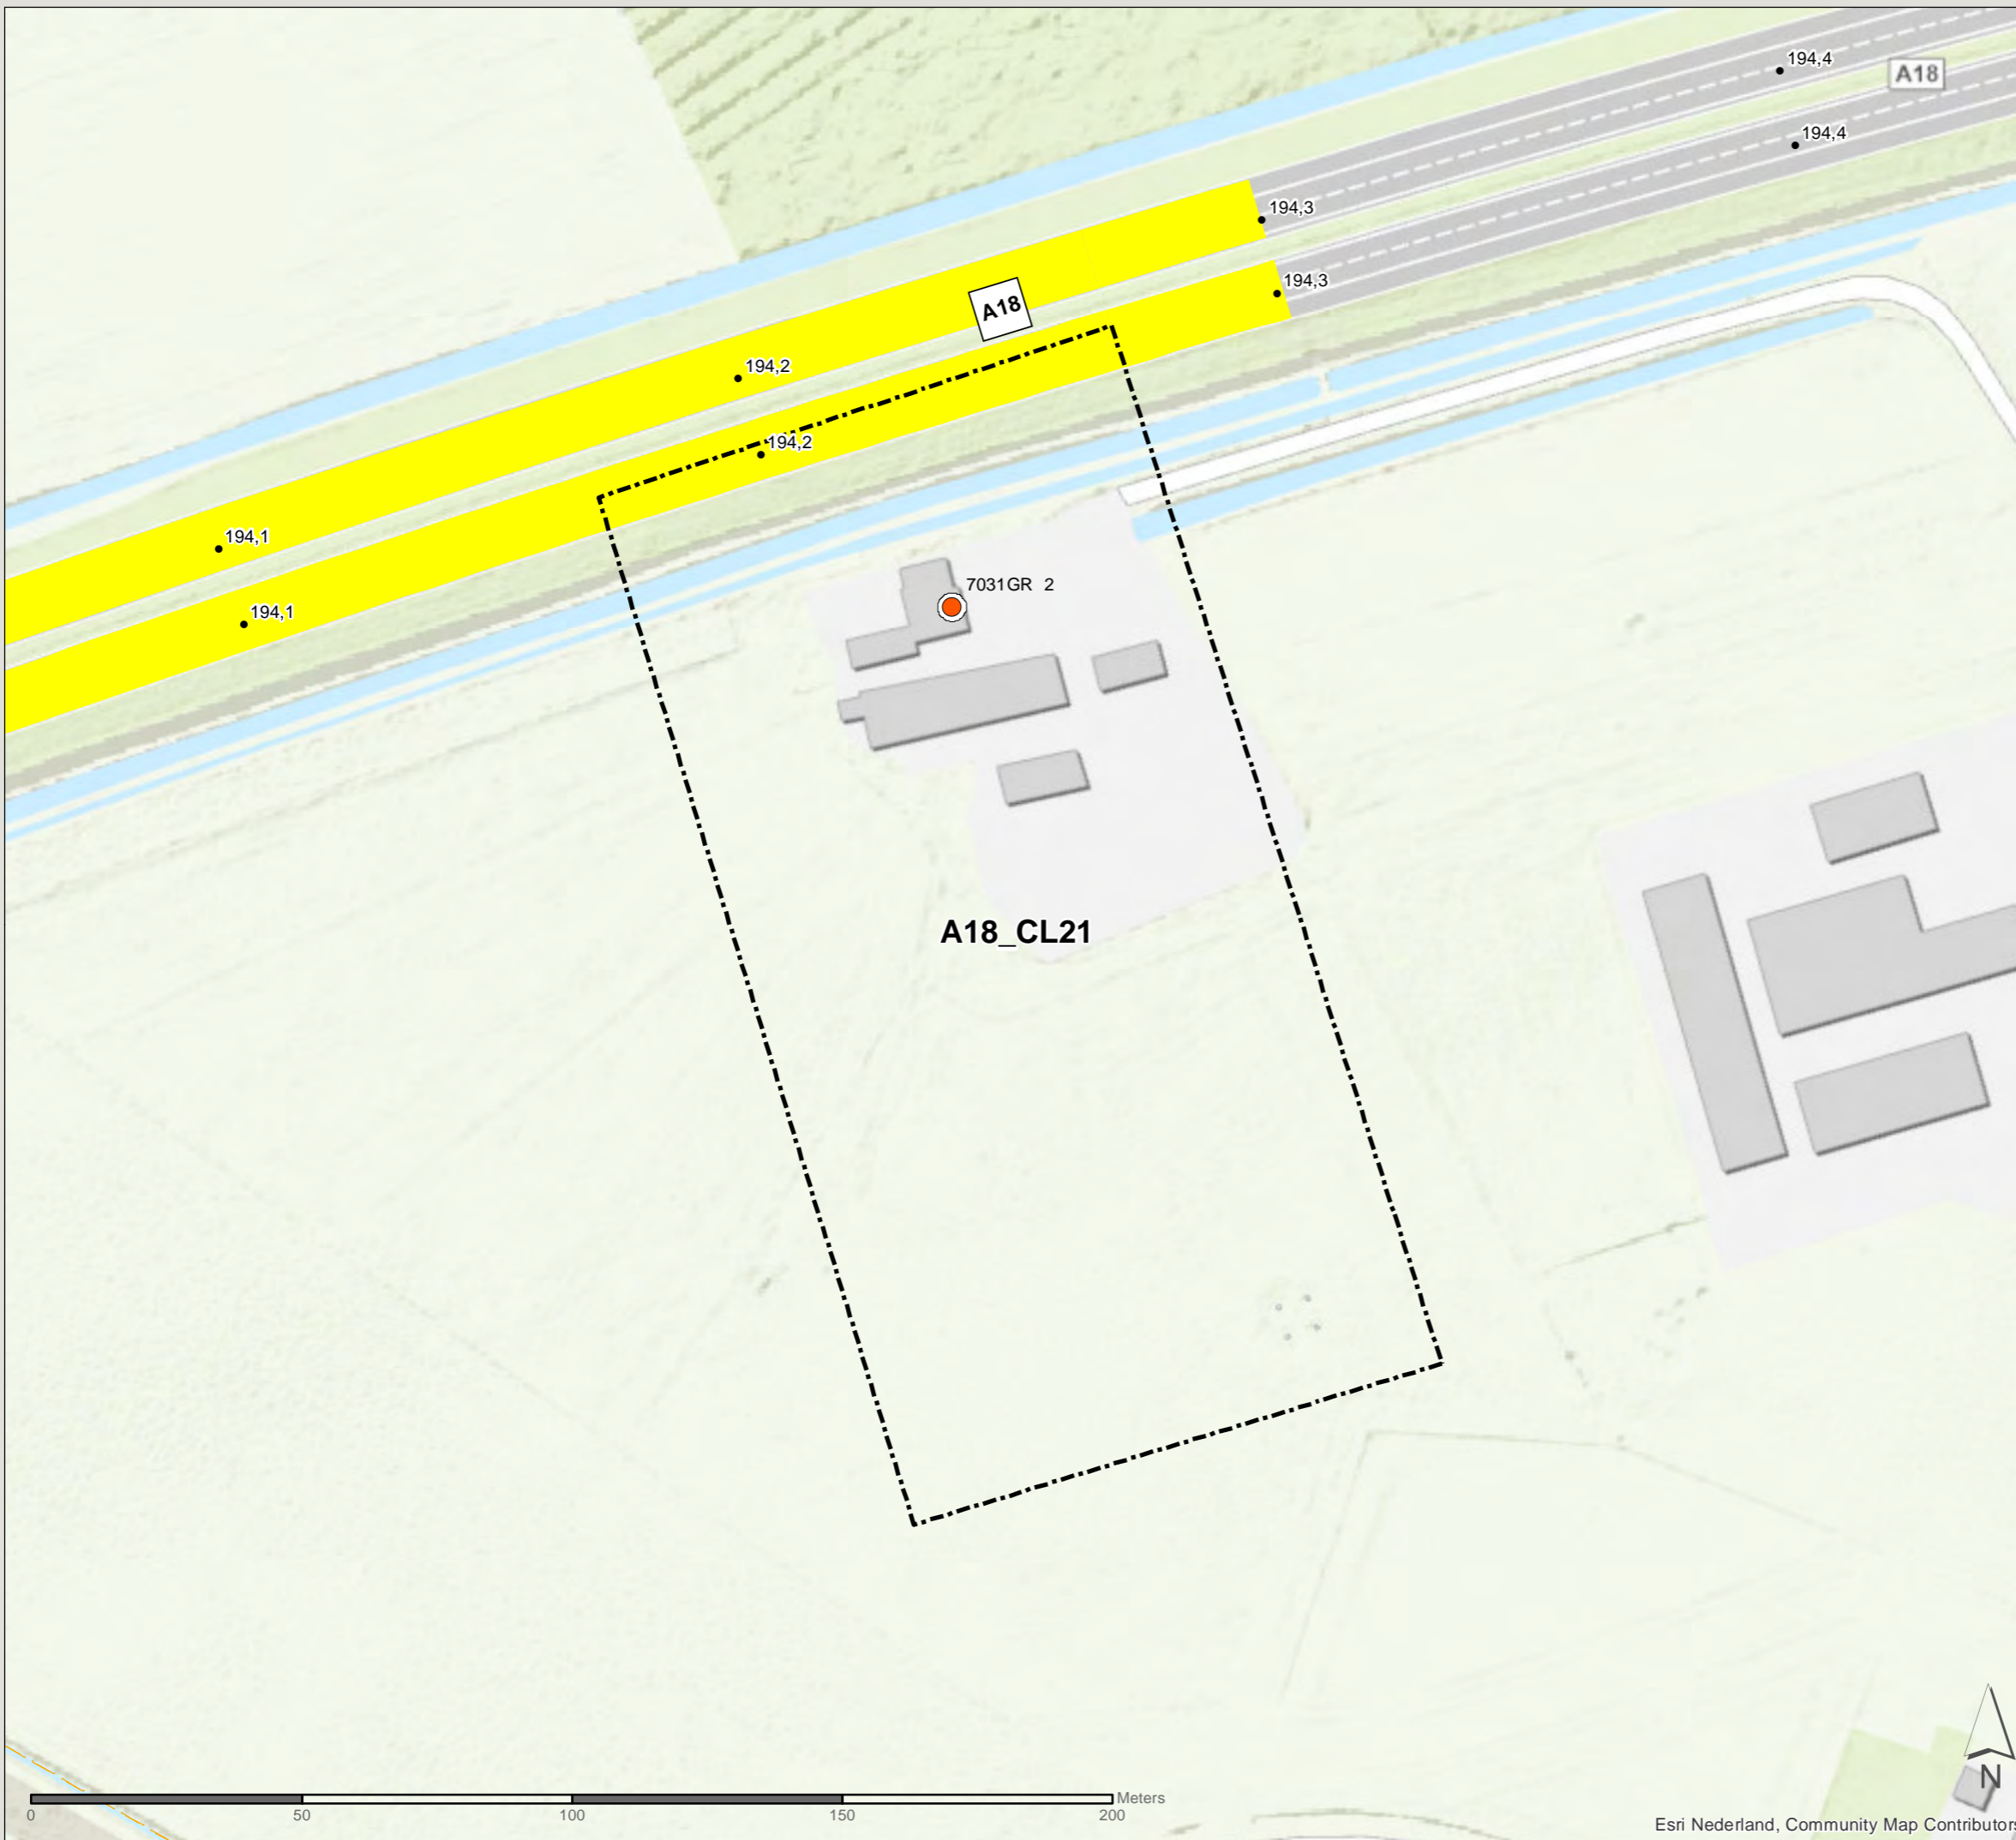 194,4
A18
194,4
194,3
194,3
A18
194,2
194,2
194,1
194,1
7031GR 2
A18_CL21
N
Meters
0 50 100 150 200
Esri Nederland, Community Map Contributors